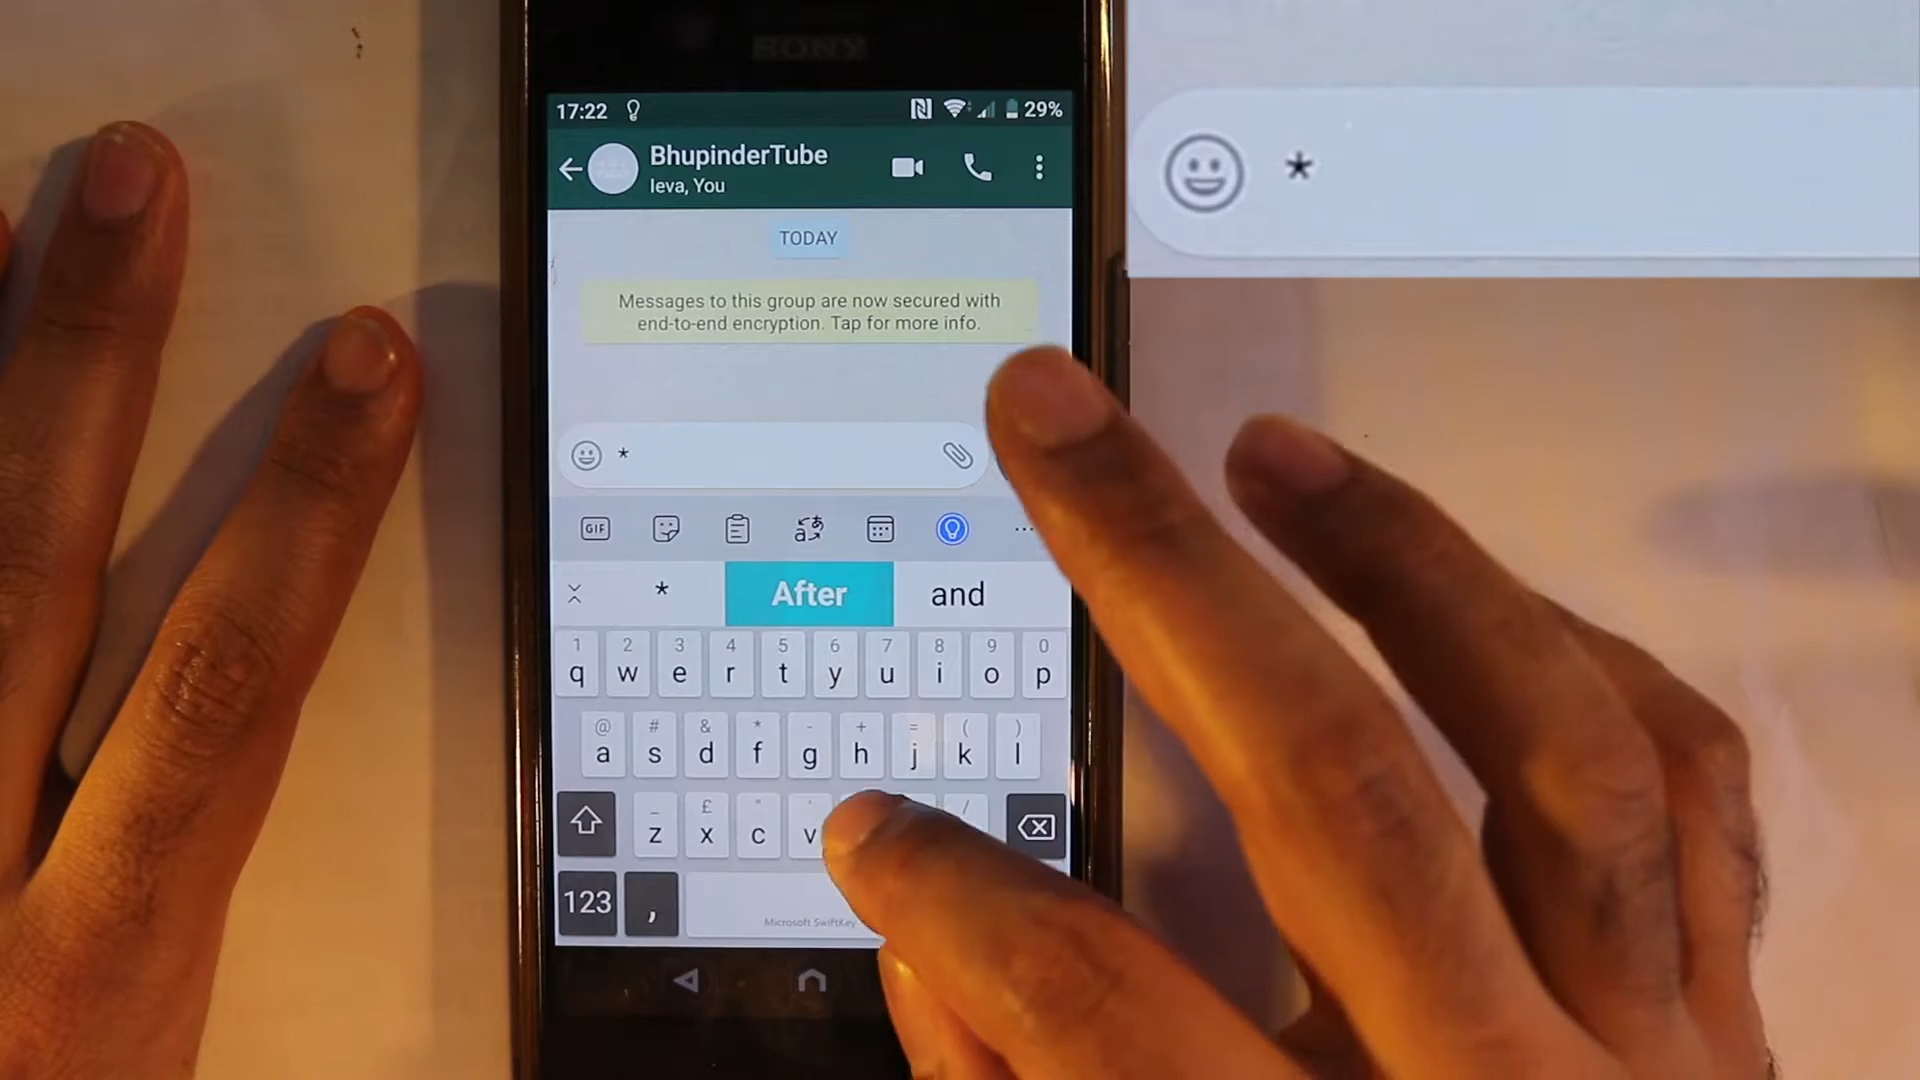 SONY
17:22 29%
BhupinderTube
Ieva, You
TODAY
Messages to this group are now secured with
end-to-end encryption. Tap for more info.
*
*
GIF
* After and
1 2 3 4 5 6 7 8 9 0
q w e r t y u i o p
@ # & * - + = ( )
a s d f g h j k l
_ £ " ' /
z x c v
123 ,
Microsoft SwiftKey